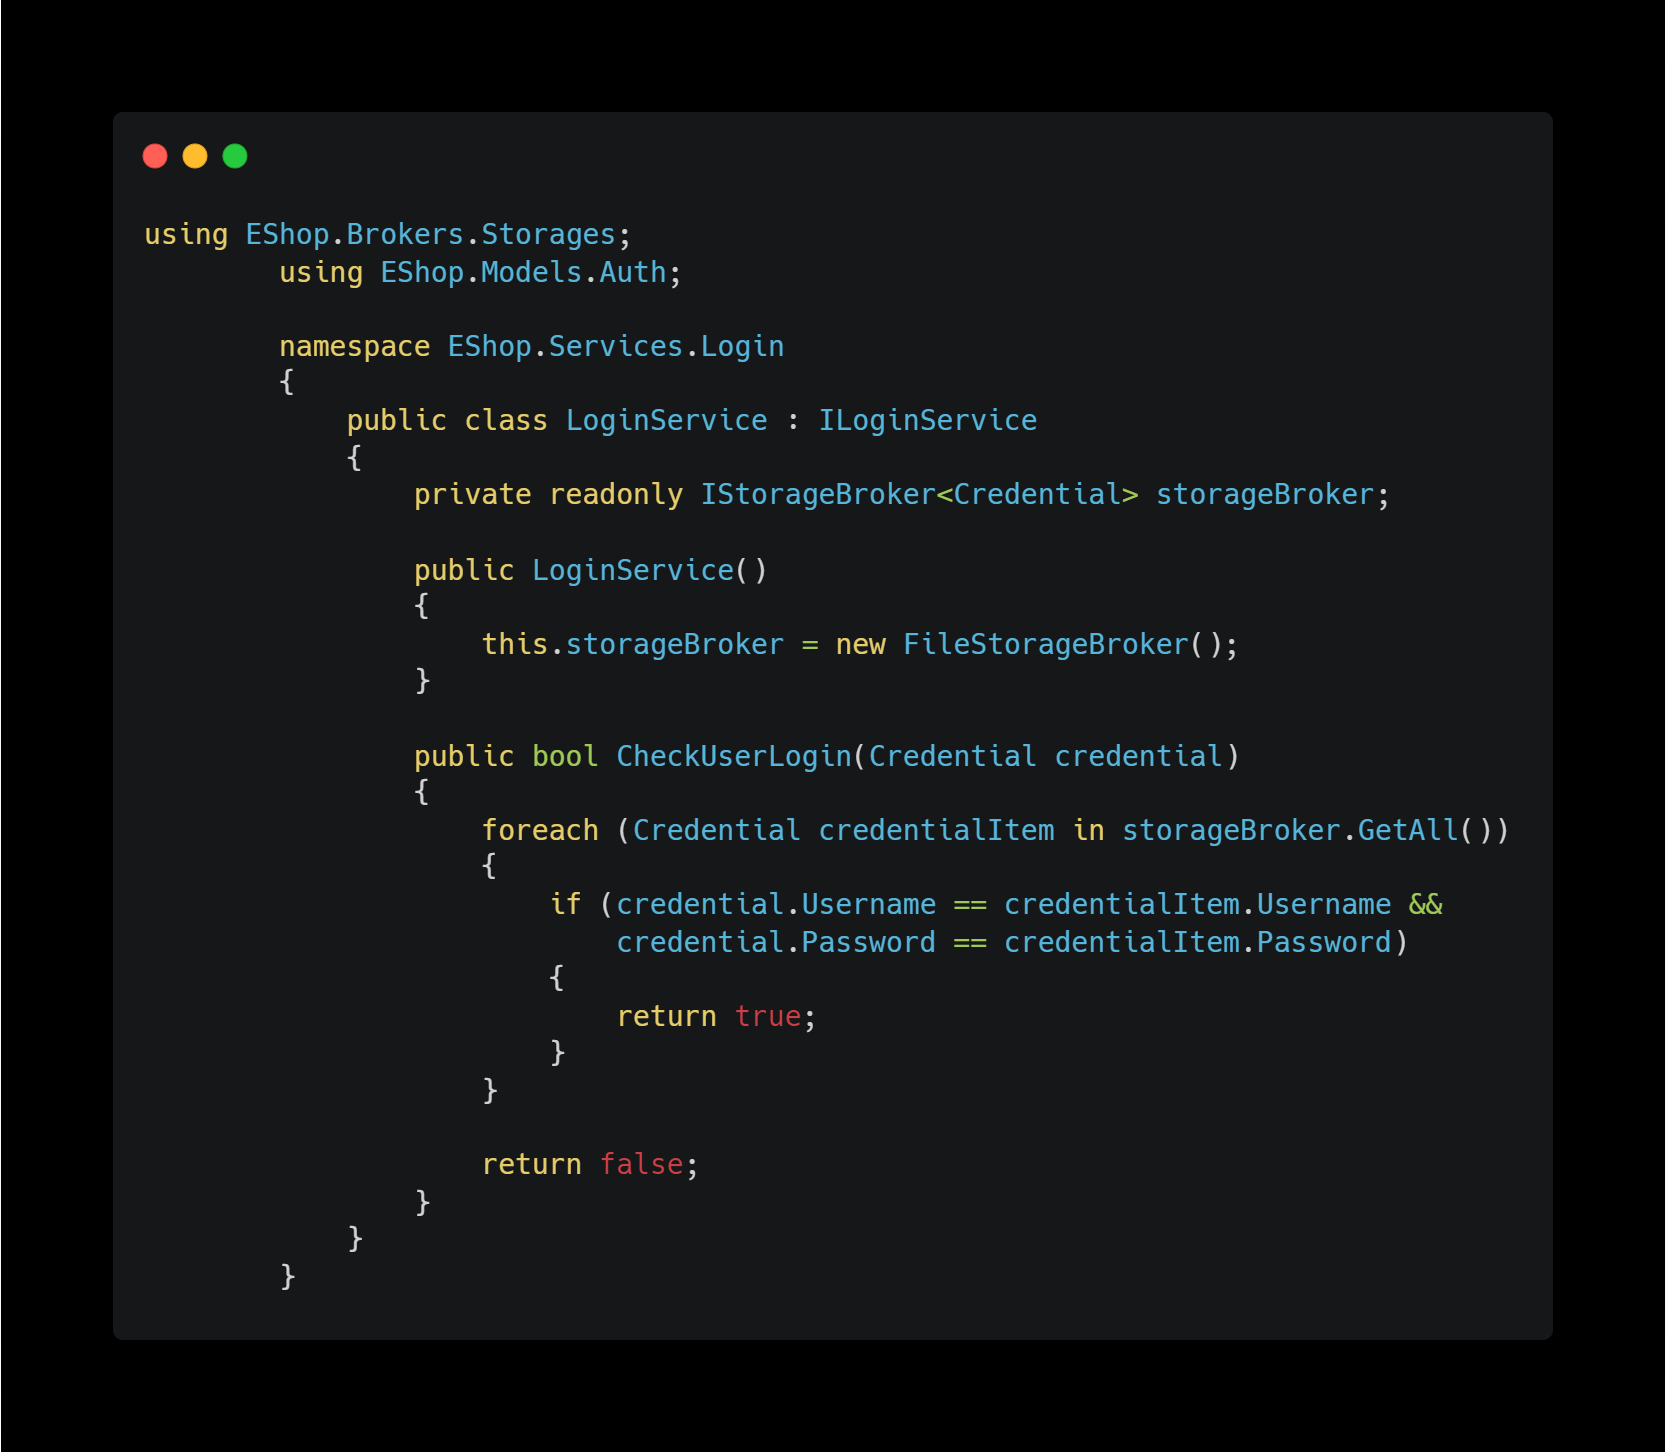 using EShop.Brokers.Storages;
        using EShop.Models.Auth;

        namespace EShop.Services.Login
        {
            public class LoginService : ILoginService
            {
                private readonly IStorageBroker<Credential> storageBroker;

                public LoginService()
                {
                    this.storageBroker = new FileStorageBroker();
                }

                public bool CheckUserLogin(Credential credential)
                {
                    foreach (Credential credentialItem in storageBroker.GetAll())
                    {
                        if (credential.Username == credentialItem.Username &&
                            credential.Password == credentialItem.Password)
                        {
                            return true;
                        }
                    }

                    return false;
                }
            }
        }